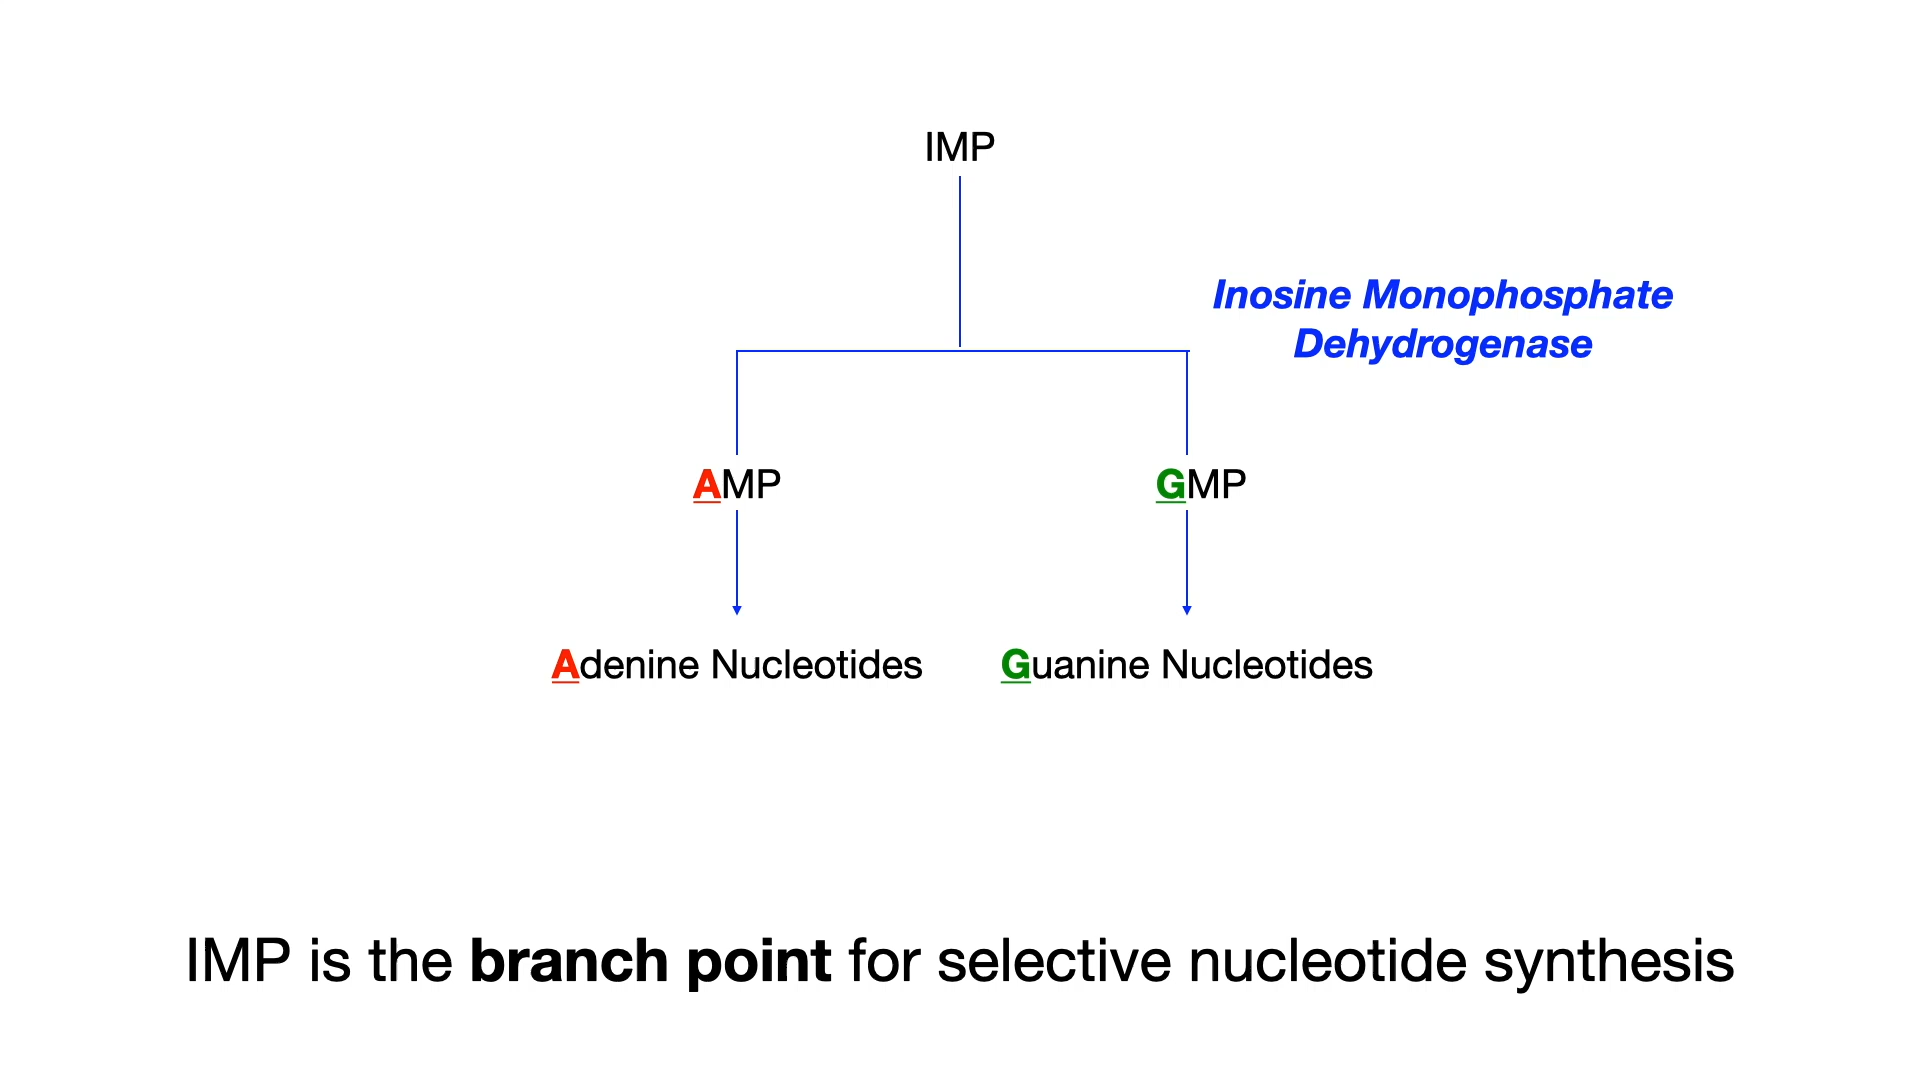 IMP
Inosine Monophosphate
Dehydrogenase
AMP
GMP
Adenine Nucleotides
Guanine Nucleotides
IMP is the branch point for selective nucleotide synthesis